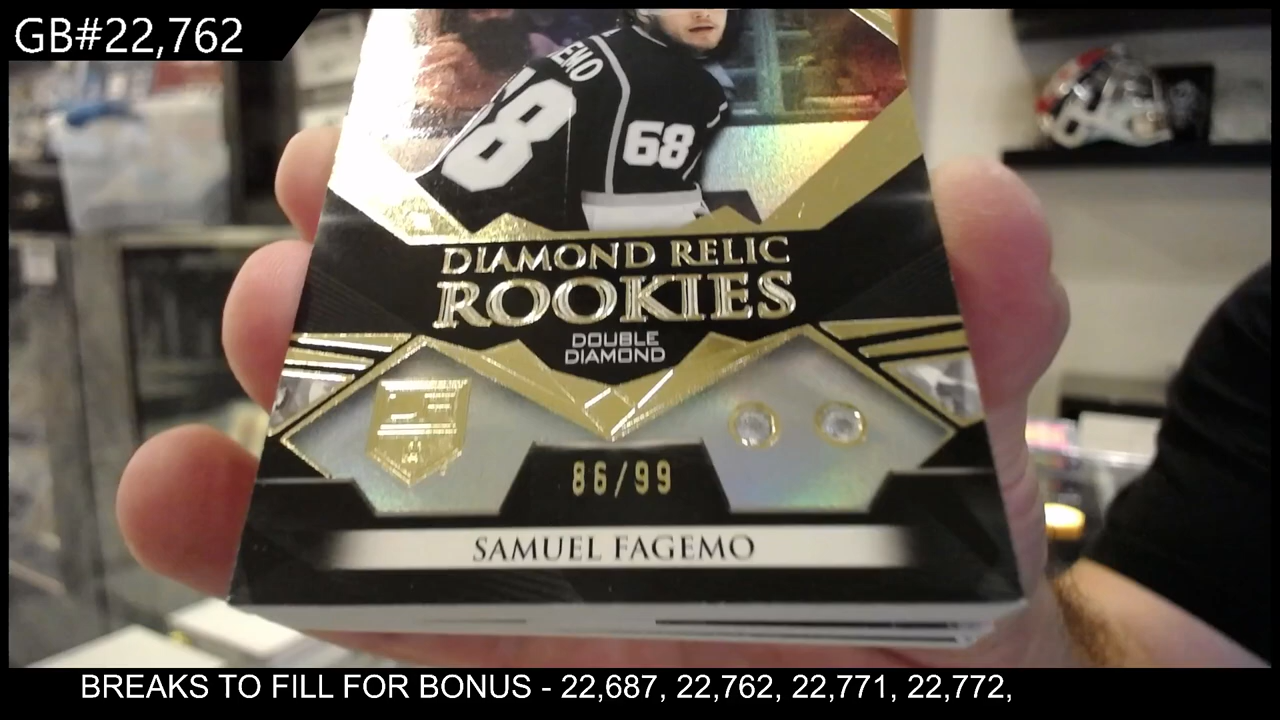 GB#22,762
EMO
68
68
DIAMOND RELIC
ROOKIES
DOUBLE
DIAMOND
86/99
SAMUEL FAGEMO
BREAKS TO FILL FOR BONUS - 22,687, 22,762, 22,771, 22,772,